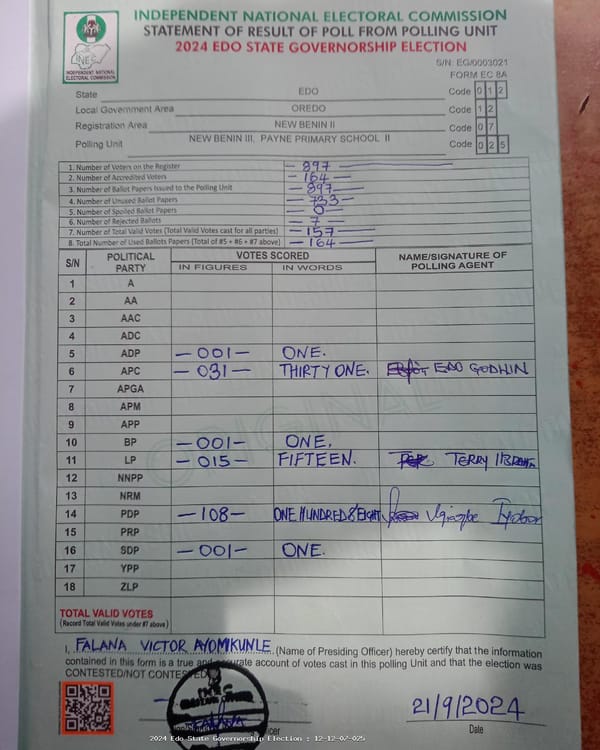 INDEPENDENT NATIONAL ELECTORAL COMMISSION
STATEMENT OF RESULT OF POLL FROM POLLING UNIT
2024 EDO STATE GOVERNORSHIP ELECTION
INEC
INDEPENDENT NATIONAL ELECTORAL COMMISSION
S/N: EG/0003021
FORM EC 8A
State EDO Code 0 1 2
Local Government Area OREDO Code 1 2
Registration Area NEW BENIN II Code 0 7
Polling Unit NEW BENIN III, PAYNE PRIMARY SCHOOL II Code 0 2 5
1. Number of Voters on the Register - 897 -
2. Number of Accredited Voters - 164 -
3. Number of Ballot Papers Issued to the Polling Unit - 897 -
4. Number of Unused Ballot Papers - 733 -
5. Number of Spoiled Ballot Papers - 0 -
6. Number of Rejected Ballots - 7 -
7. Number of Total Valid Votes (Total Valid Votes cast for all parties) - 157 -
8. Total Number of Used Ballots Papers (Total of #5 + #6 + #7 above) - 164 -
S/N POLITICAL PARTY VOTES SCORED NAME/SIGNATURE OF POLLING AGENT
IN FIGURES IN WORDS
1 A
2 AA
3 AAC
4 ADC
5 ADP - 001 - ONE.
6 APC - 031 - THIRTY ONE. EDO GODWIN
7 APGA
8 APM
9 APP
10 BP - 001 - ONE.
11 LP - 015 - FIFTEEN. TERRY
12 NNPP
13 NRM
14 PDP - 108 - ONE HUNDRED & EIGHT
15 PRP
16 SDP - 001 - ONE.
17 YPP
18 ZLP
TOTAL VALID VOTES
(Record Total Valid Votes under #7 above)
I, FALANA VICTOR AYOMIKUNLE (Name of Presiding Officer) hereby certify that the information
contained in this form is a true and accurate account of votes cast in this polling Unit and that the election was
CONTESTED/NOT CONTESTED
21/9/2024
Date
2024 Edo State Governorship Election : 12-12-07-025